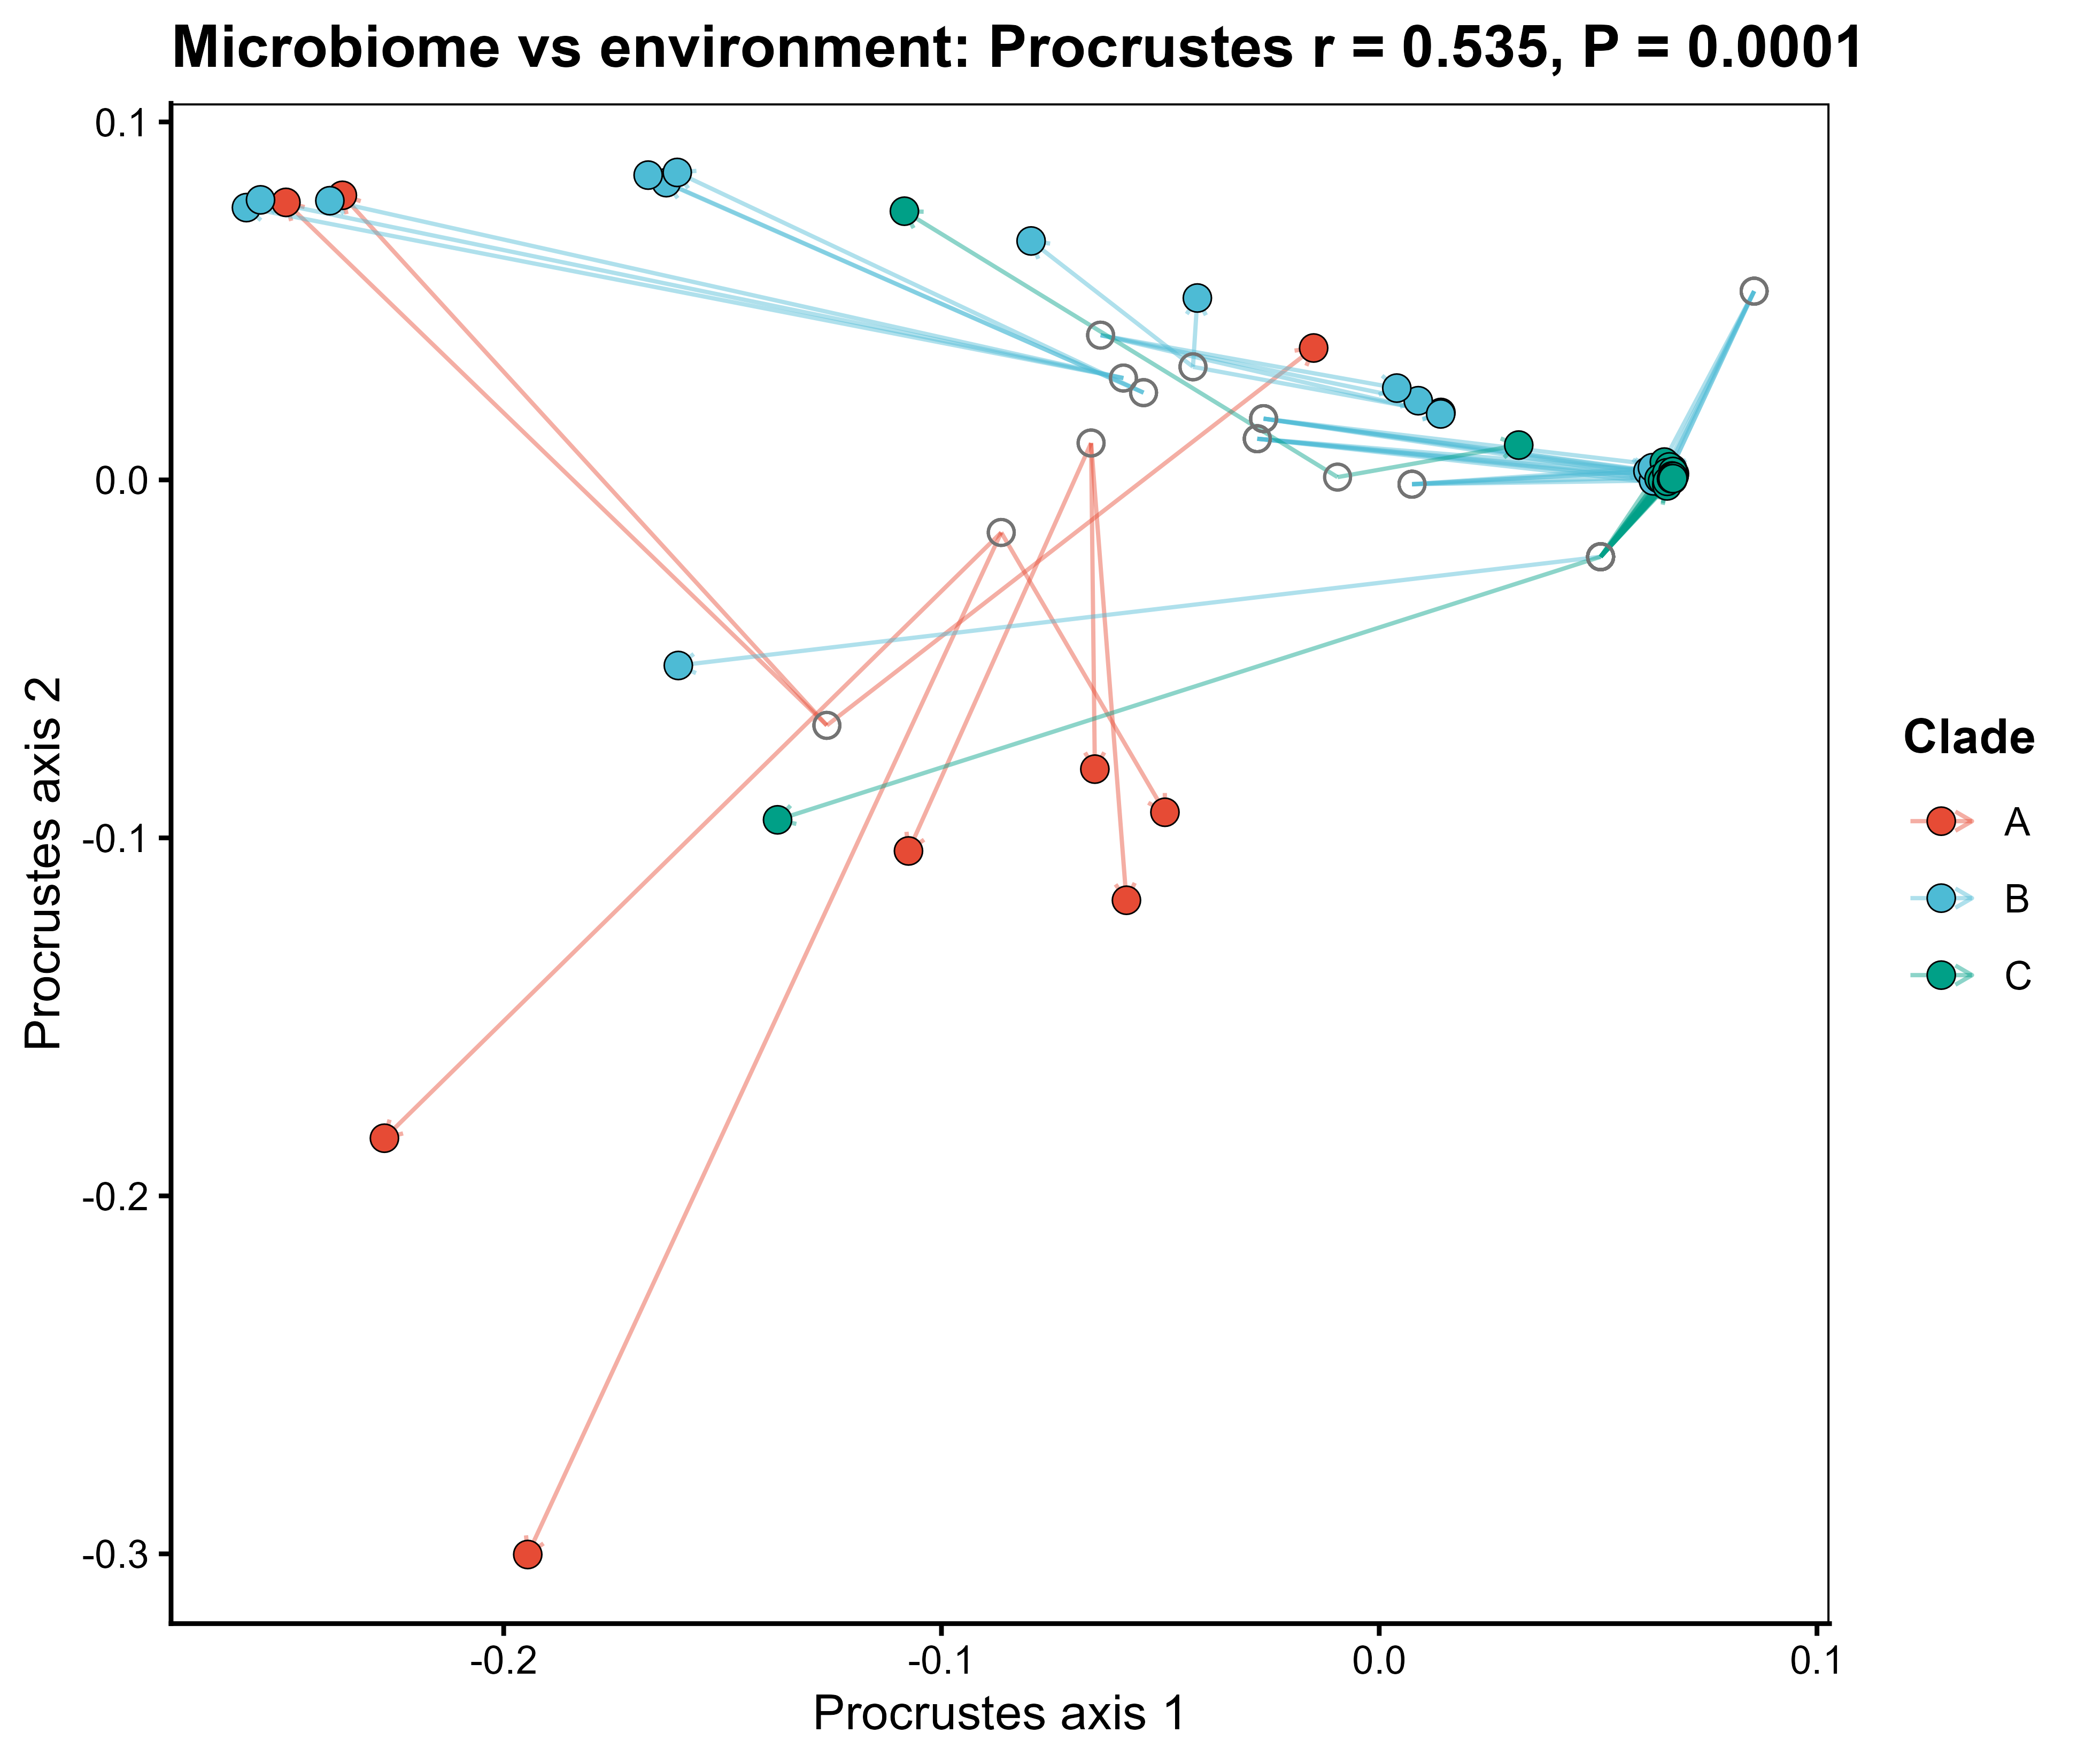 Microbiome vs environment: Procrustes r = 0.535, P = 0.0001
0.1
0.0
-0.1
-0.2
-0.3
Procrustes axis 2
-0.2
-0.1
0.0
0.1
Procrustes axis 1
Clade
A
B
C